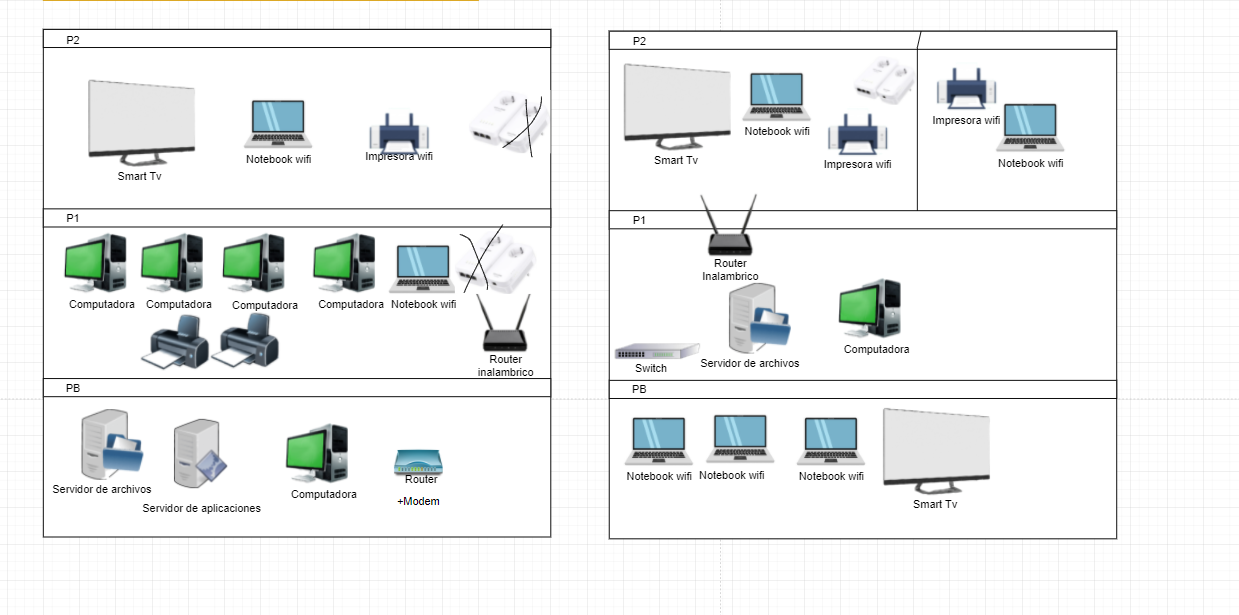 P2
Smart Tv
Notebook wifi
Impresora wifi
P1
Computadora
Computadora
Computadora
Computadora
Notebook wifi
Router
inalambrico
PB
Servidor de archivos
Servidor de aplicaciones
Computadora
Router
+Modem
P2
Smart Tv
Notebook wifi
Impresora wifi
Impresora wifi
Notebook wifi
P1
Router
Inalambrico
Switch
Servidor de archivos
Computadora
PB
Notebook wifi
Notebook wifi
Notebook wifi
Smart Tv